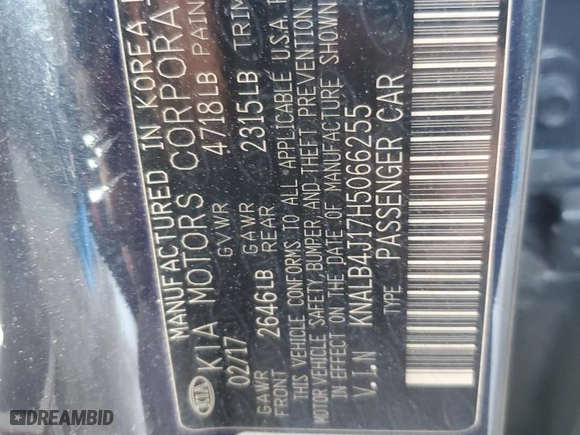 MANUFACTURED IN KOREA
KIA MOTORS CORPORA
02/17 GVWR 4718LB PAIN
GAWR FRONT 2646LB GAWR REAR 2315LB TRIM
THIS VEHICLE CONFORMS TO ALL APPLICABLE U.S.A.
MOTOR VEHICLE SAFETY, BUMPER, AND THEFT PREVENTION
IN EFFECT ON THE DATE OF MANUFACTURE SHOWN
V.I.N KNALB4J17H5066255
TYPE: PASSENGER CAR
KIA
DREAMBID